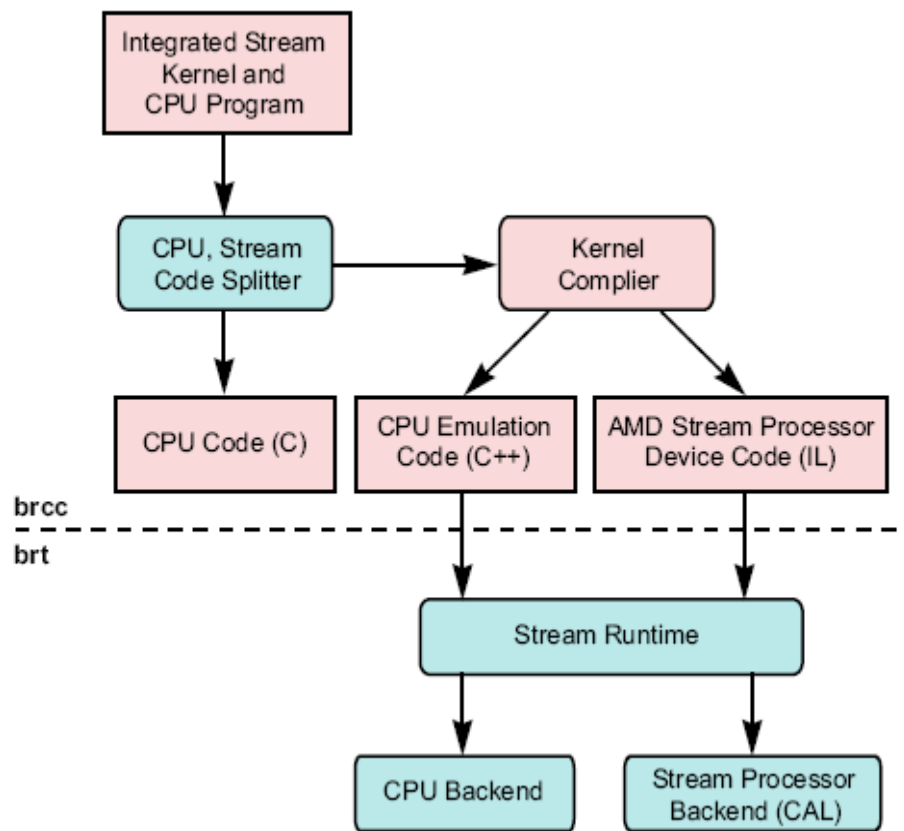 Integrated Stream
Kernel and
CPU Program
CPU, Stream
Code Splitter
Kernel
Complier
CPU Code (C)
CPU Emulation
Code (C++)
AMD Stream Processor
Device Code (IL)
brcc
brt
Stream Runtime
CPU Backend
Stream Processor
Backend (CAL)